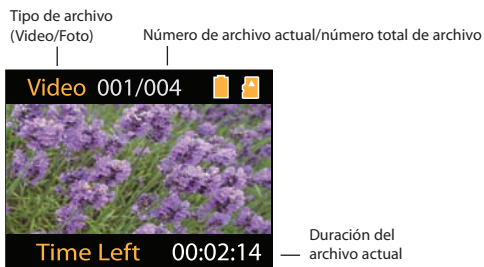 Tipo de archivo
(Video/Foto)
Número de archivo actual/número total de archivo
Video 001/004
Time Left 00:02:14
Duración del
archivo actual